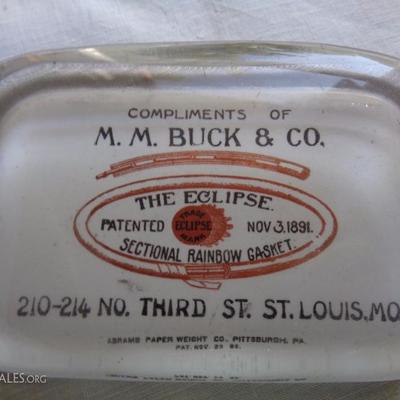 COMPLIMENTS OF
M. M. BUCK & CO.
THE ECLIPSE.
TRADE
PATENTED ECLIPSE NOV 3. 1891.
MARK
SECTIONAL RAINBOW GASKET.
210-214 NO. THIRD ST. ST. LOUIS, MO
ABRAMS PAPER WEIGHT CO. PITTSBURGH, PA.
ALES.ORG